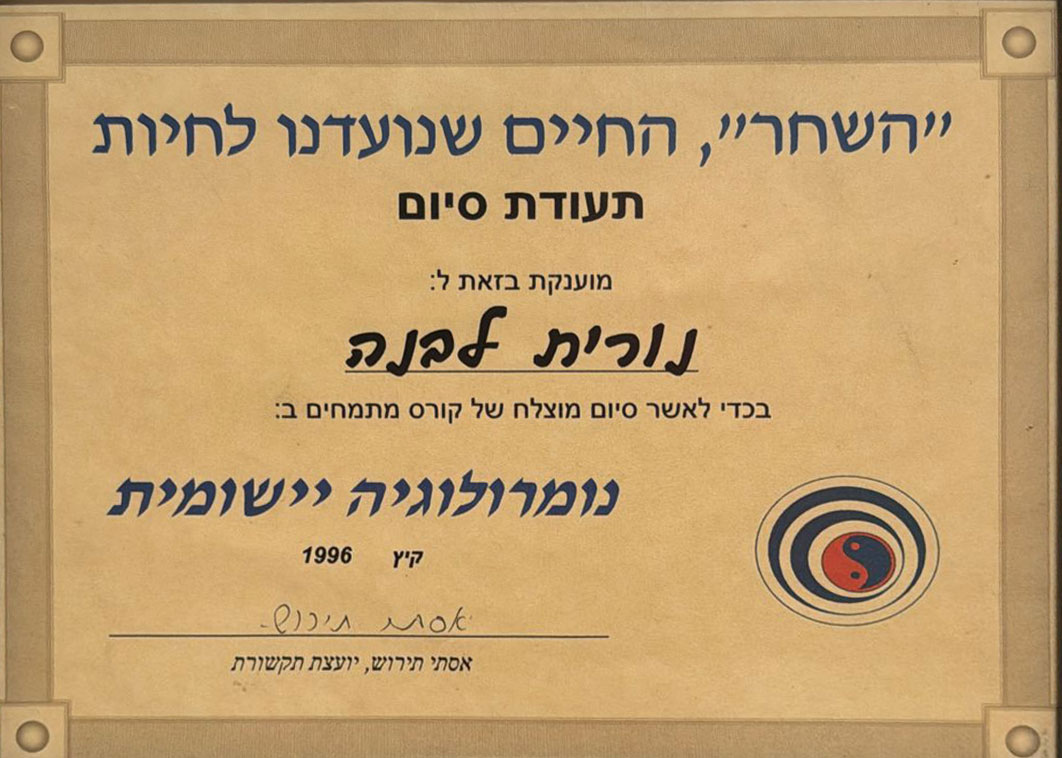 "השחר", החיים שנועדנו לחיות
תעודת סיום
מוענקת בזאת ל:
נורית לבנה
בכדי לאשר סיום מוצלח של קורס מתמחים ב:
נומרולוגיה יישומית
קיץ 1996
אסתי תירוש
אסתי תירוש, יועצת תקשורת